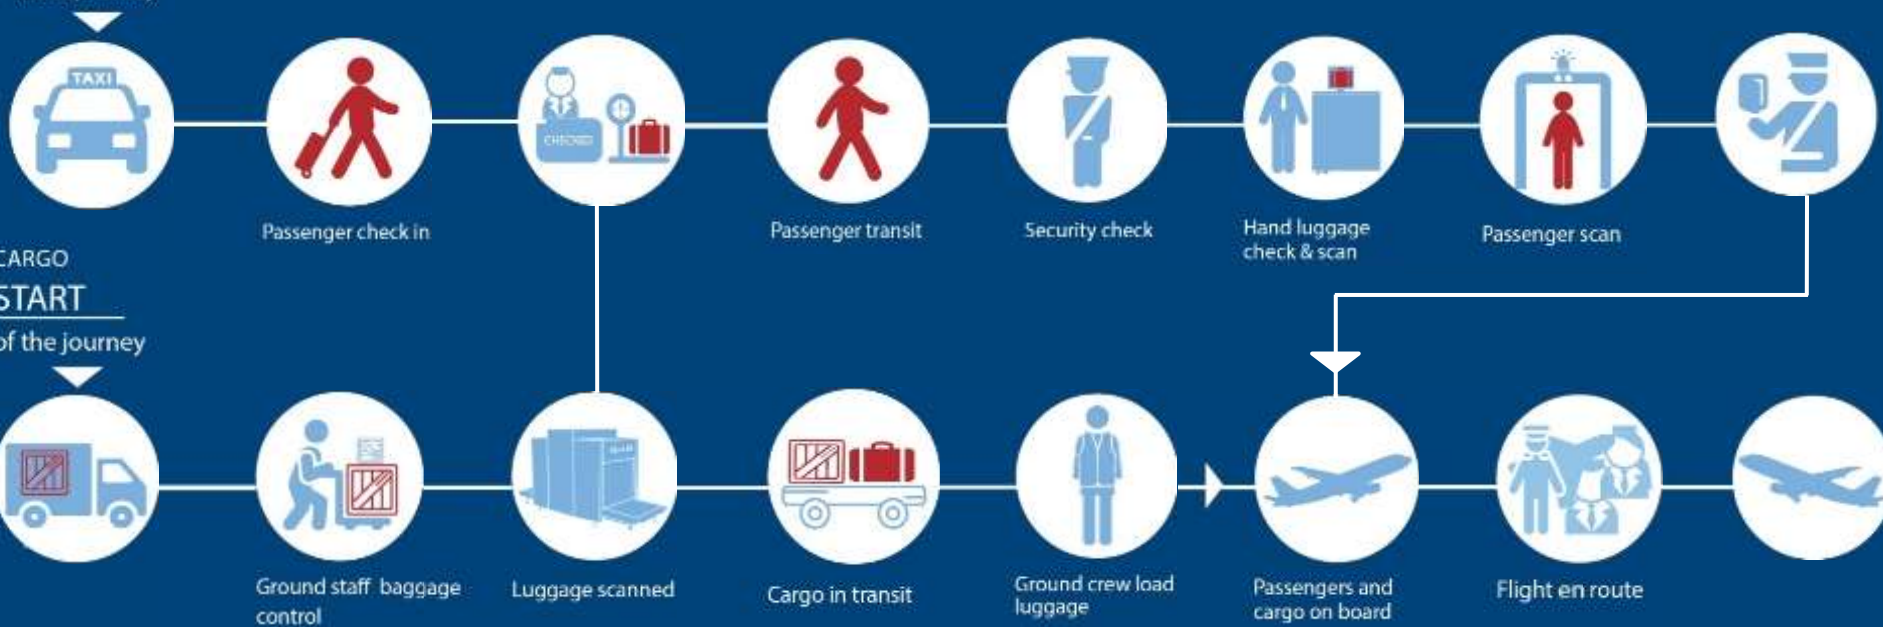 TAXI
CHECKED
Passenger check in
Passenger transit
Security check
Hand luggage
check & scan
Passenger scan
CARGO
START
of the journey
Ground staff baggage
control
Luggage scanned
Cargo in transit
Ground crew load
luggage
Passengers and
cargo on board
Flight en route